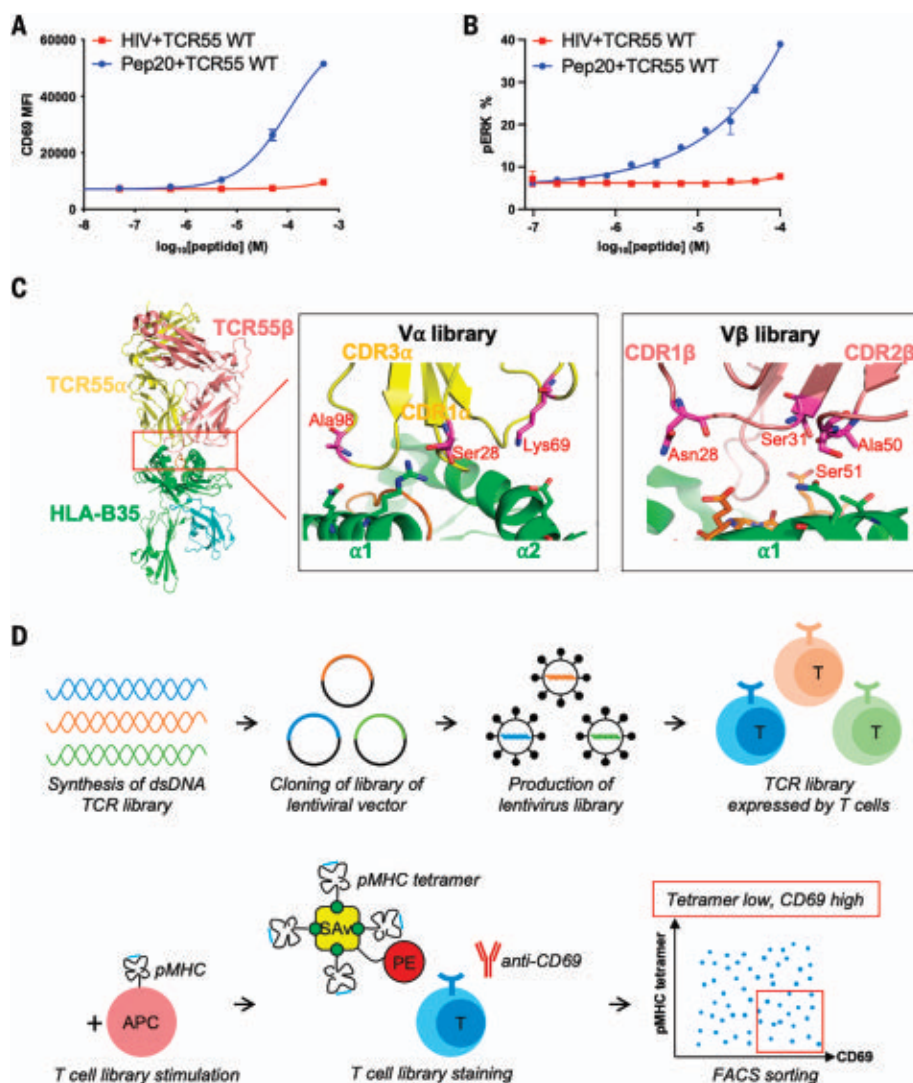 A
HIV+TCR55 WT
Pep20+TCR55 WT
60000
40000
20000
0
CD69 MFI
-8 -7 -6 -5 -4 -3
log₁₀[peptide] (M)
B
HIV+TCR55 WT
Pep20+TCR55 WT
40
30
20
10
0
pERK %
-7 -6 -5 -4
log₁₀[peptide] (M)
C
TCR55β
TCR55α
HLA-B35
Vα library
CDR3α
CDR1α
Ala98
Ser28
Lys69
α1
α2
Vβ library
CDR1β
CDR2β
Asn28
Ser31
Ala50
Ser51
α1
D
Synthesis of dsDNA
TCR library
Cloning of library of
lentiviral vector
Production of
lentivirus library
T
T
T
TCR library
expressed by T cells
pMHC
+
APC
T cell library stimulation
pMHC tetramer
SAv
PE
anti-CD69
T
T cell library staining
Tetramer low, CD69 high
pMHC tetramer
CD69
FACS sorting